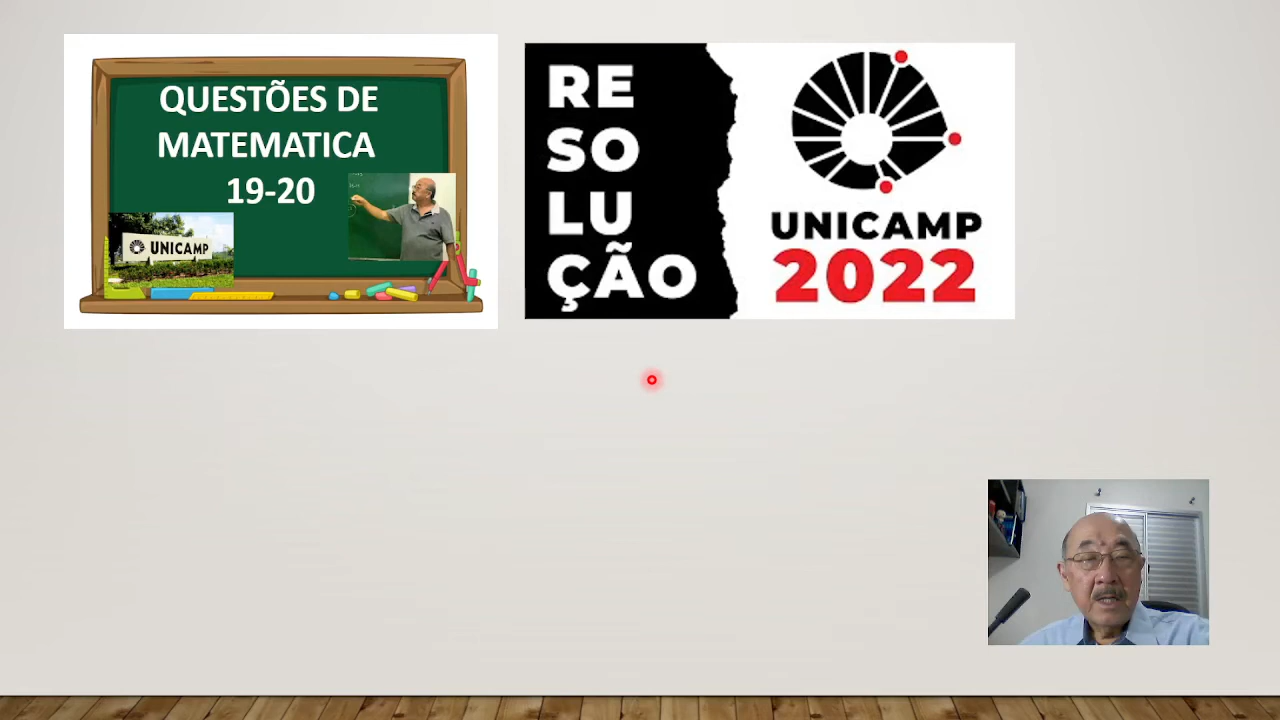 QUESTÕES DE
MATEMATICA
19-20
UNICAMP
RE
SO
LU
ÇÃO
UNICAMP
2022